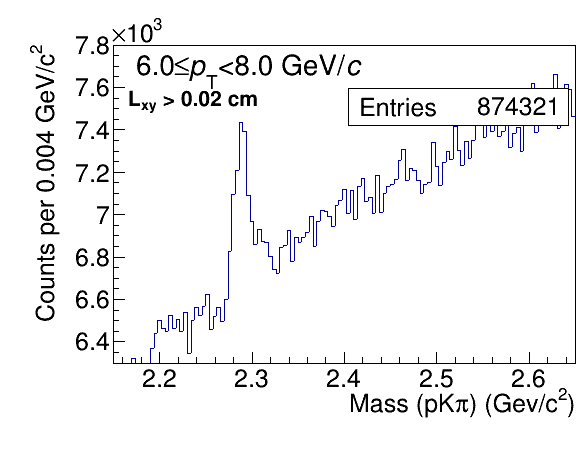 ×10³
7.8
7.6
7.4
7.2
7
6.8
6.6
6.4
Counts per 0.004 GeV/c²
6.0≤p_T<8.0 GeV/c
L_xy > 0.02 cm
Entries 874321
2.2 2.3 2.4 2.5 2.6
Mass (pKπ) (Gev/c²)